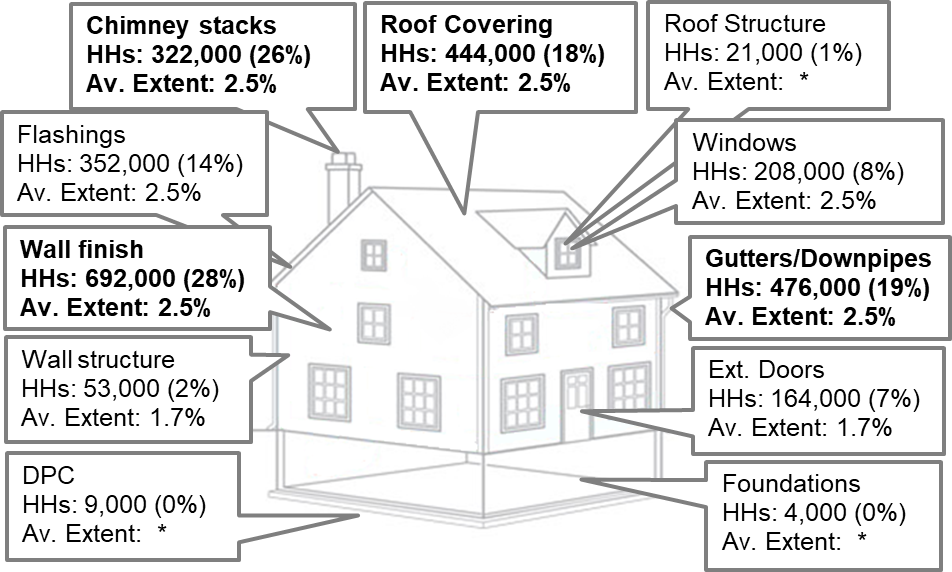 Chimney stacks
HHs: 322,000 (26%)
Av. Extent: 2.5%
Roof Covering
HHs: 444,000 (18%)
Av. Extent: 2.5%
Roof Structure
HHs: 21,000 (1%)
Av. Extent: *
Flashings
HHs: 352,000 (14%)
Av. Extent: 2.5%
Windows
HHs: 208,000 (8%)
Av. Extent: 2.5%
Wall finish
HHs: 692,000 (28%)
Av. Extent: 2.5%
Gutters/Downpipes
HHs: 476,000 (19%)
Av. Extent: 2.5%
Wall structure
HHs: 53,000 (2%)
Av. Extent: 1.7%
Ext. Doors
HHs: 164,000 (7%)
Av. Extent: 1.7%
DPC
HHs: 9,000 (0%)
Av. Extent: *
Foundations
HHs: 4,000 (0%)
Av. Extent: *